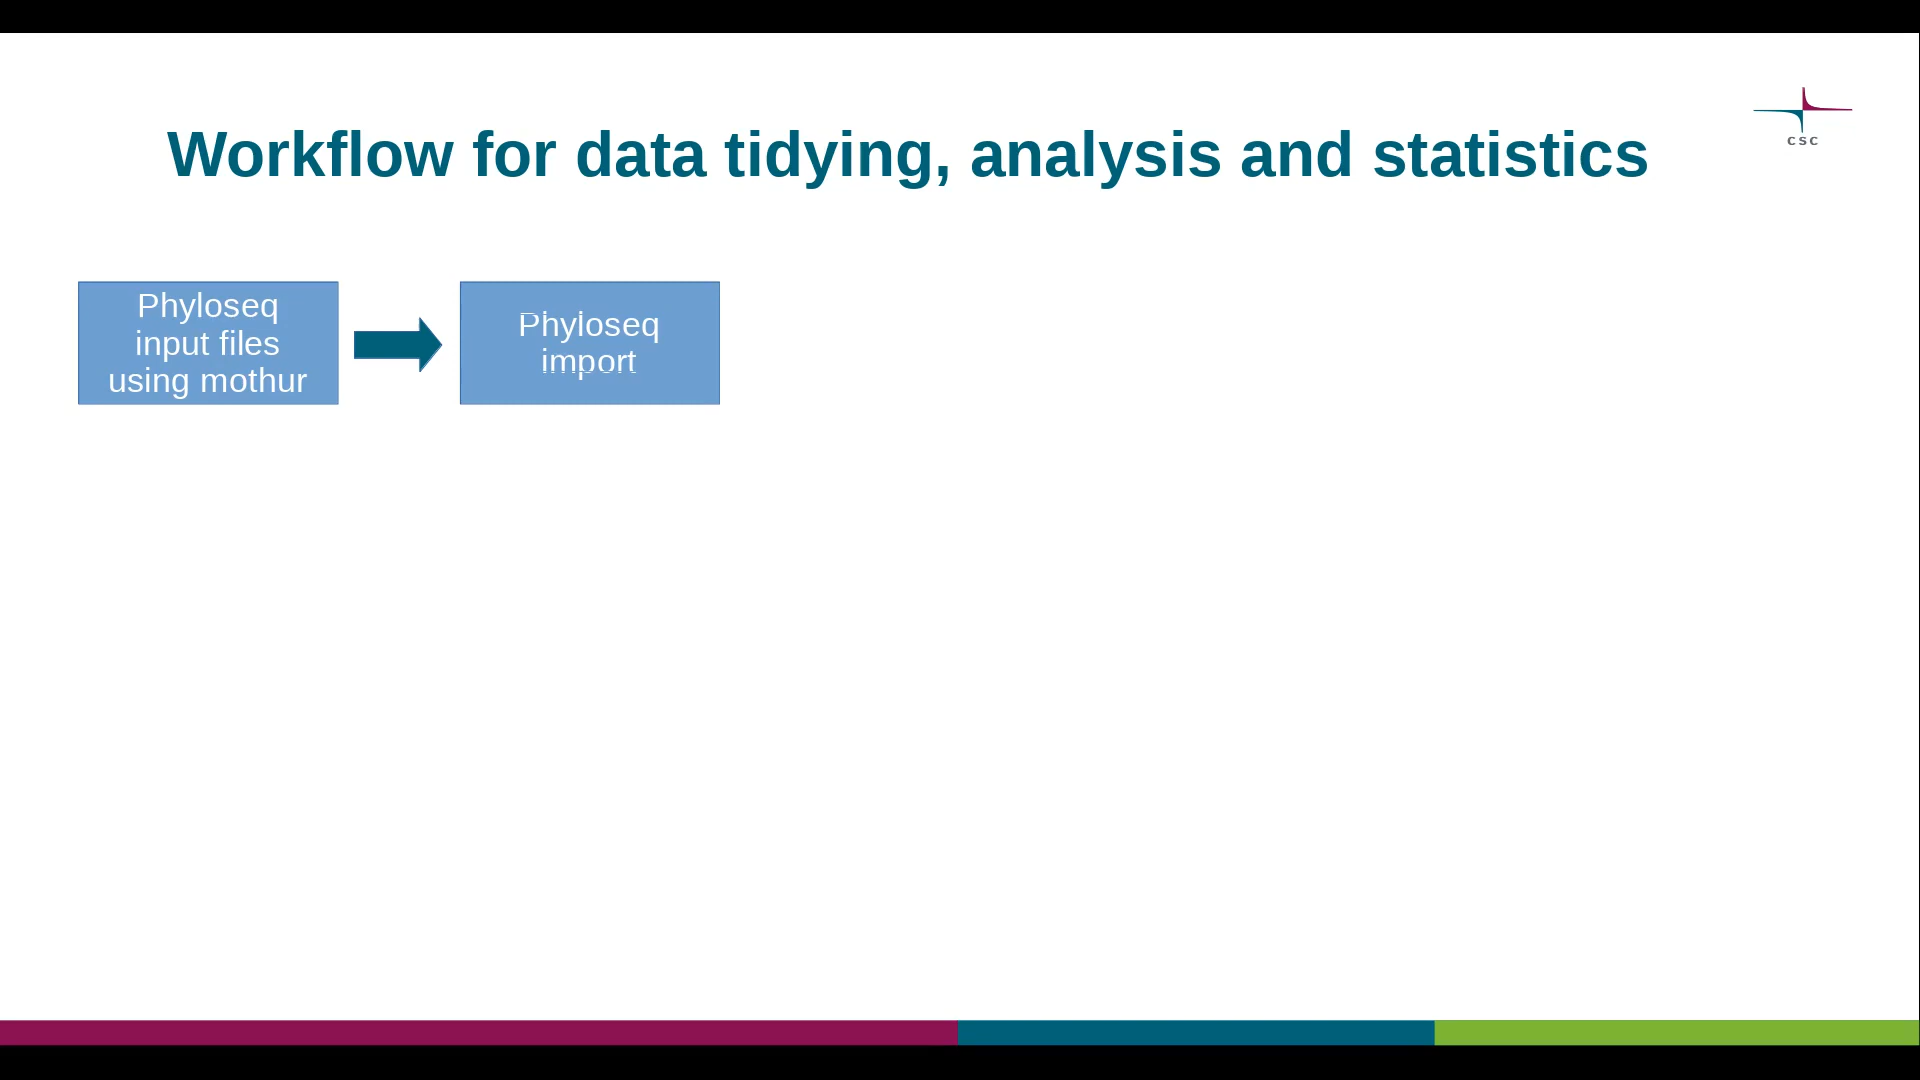 Workflow for data tidying, analysis and statistics
CSC
Phyloseq
input files
using mothur
Phyloseq
import